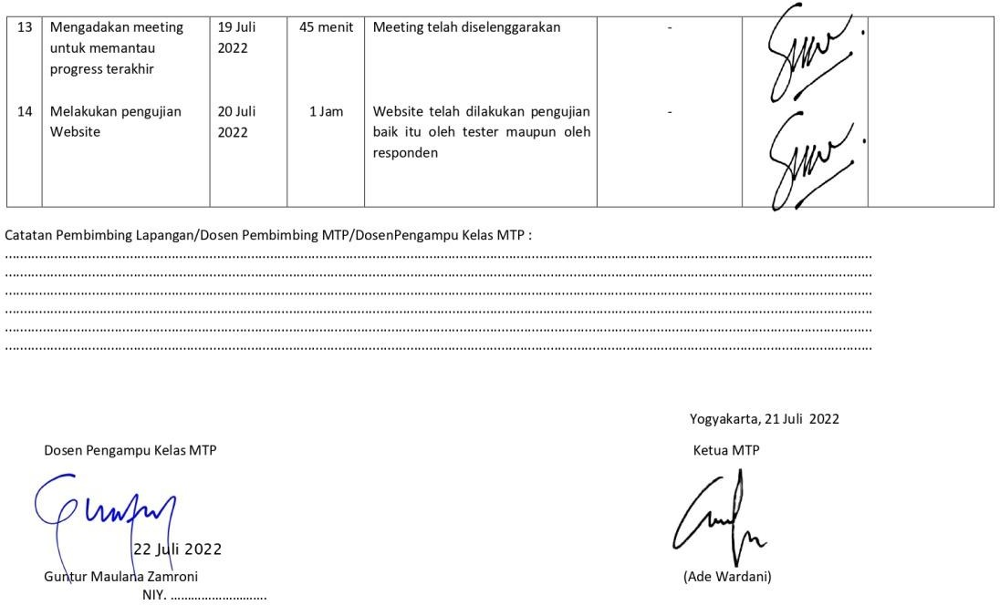 13 Mengadakan meeting 19 Juli 45 menit Meeting telah diselenggarakan -
untuk memantau 2022
progress terakhir
14 Melakukan pengujian 20 Juli 1 Jam Website telah dilakukan pengujian -
Website 2022 baik itu oleh tester maupun oleh
responden
Catatan Pembimbing Lapangan/Dosen Pembimbing MTP/DosenPengampu Kelas MTP :
Yogyakarta, 21 Juli 2022
Dosen Pengampu Kelas MTP Ketua MTP
22 Juli 2022
Guntur Maulana Zamroni (Ade Wardani)
NIY. ...........................